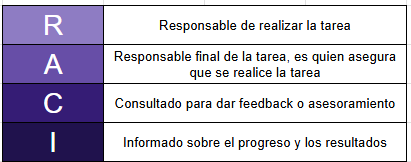 R
Responsable de realizar la tarea
A
Responsable final de la tarea, es quien asegura
que se realice la tarea
C
Consultado para dar feedback o asesoramiento
I
Informado sobre el progreso y los resultados